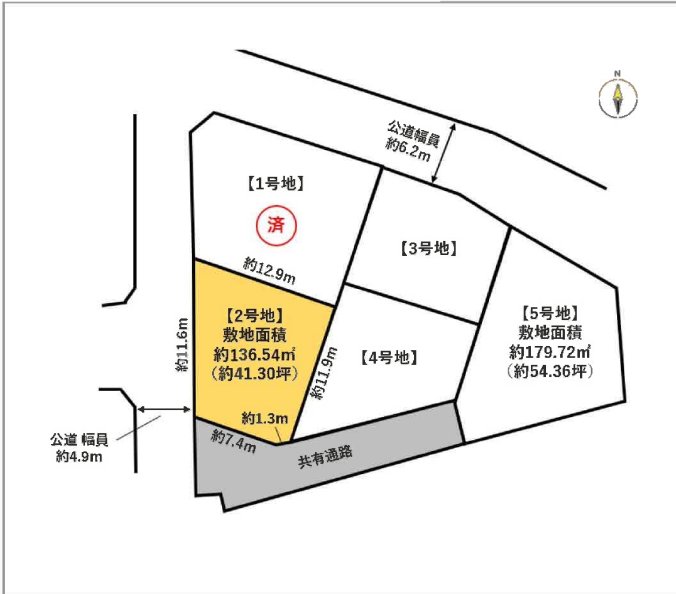 N
公道幅員
約6.2m
【1号地】
済
【3号地】
約12.9m
【2号地】
敷地面積
約136.54㎡
（約41.30坪）
【5号地】
敷地面積
約179.72㎡
（約54.36坪）
約11.6m
約11.9m
【4号地】
約1.3m
約7.4m
公道 幅員
約4.9m
共有通路